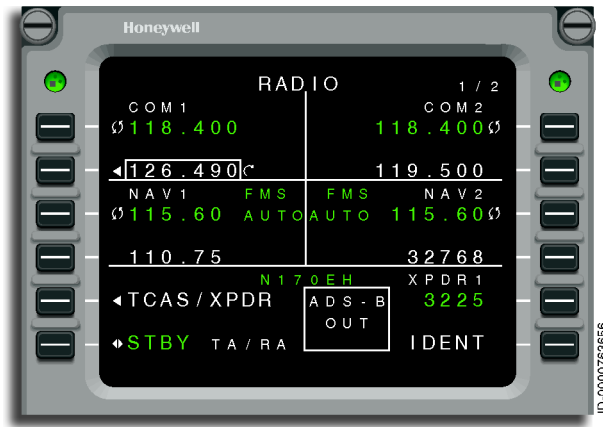 Honeywell
RADIO 1/2
COM1 COM2
118.400 118.400
126.490 119.500
NAV1 FMS FMS NAV2
115.60 AUTO AUTO 115.60
110.75 32768
N170EH XPDR1
TCAS/XPDR ADS-B 3225
OUT
STBY TA/RA IDENT
ID-0000763656